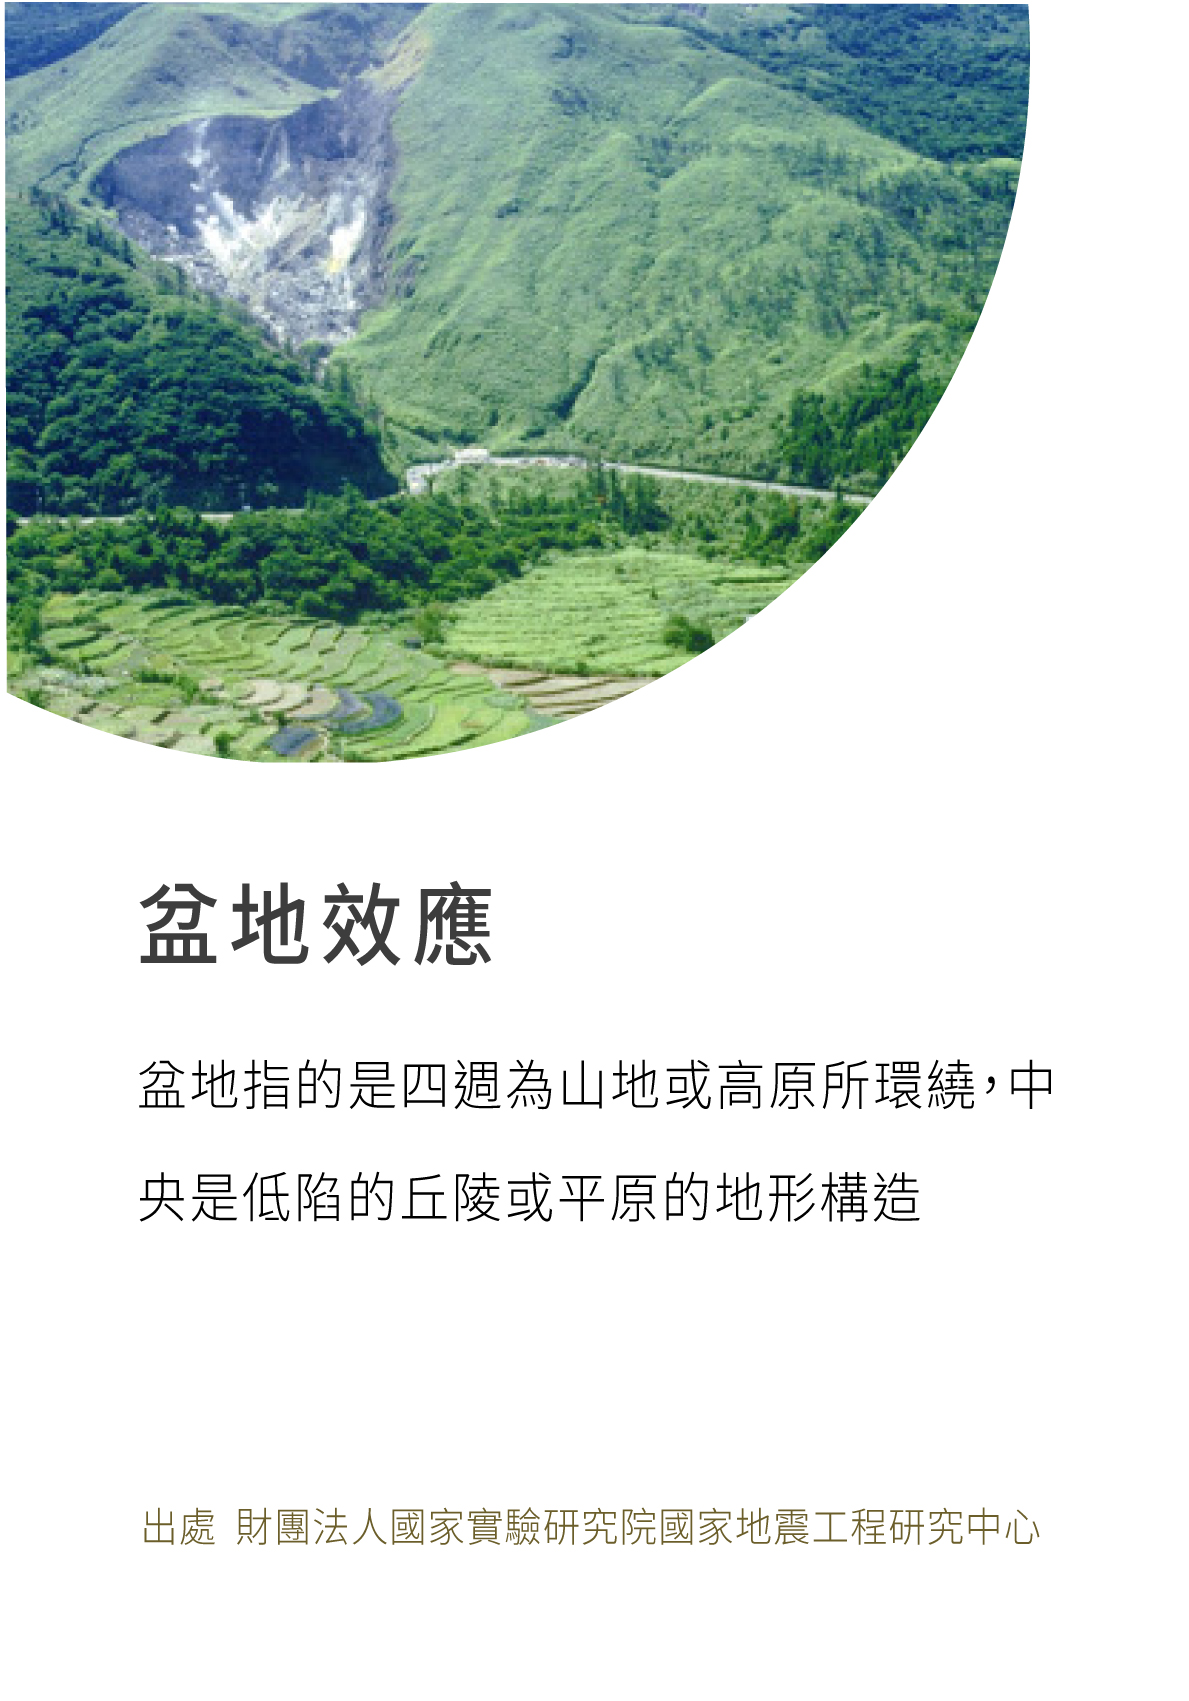 盆地效應
盆地指的是四週為山地或高原所環繞，中
央是低陷的丘陵或平原的地形構造
出處 財團法人國家實驗研究院國家地震工程研究中心